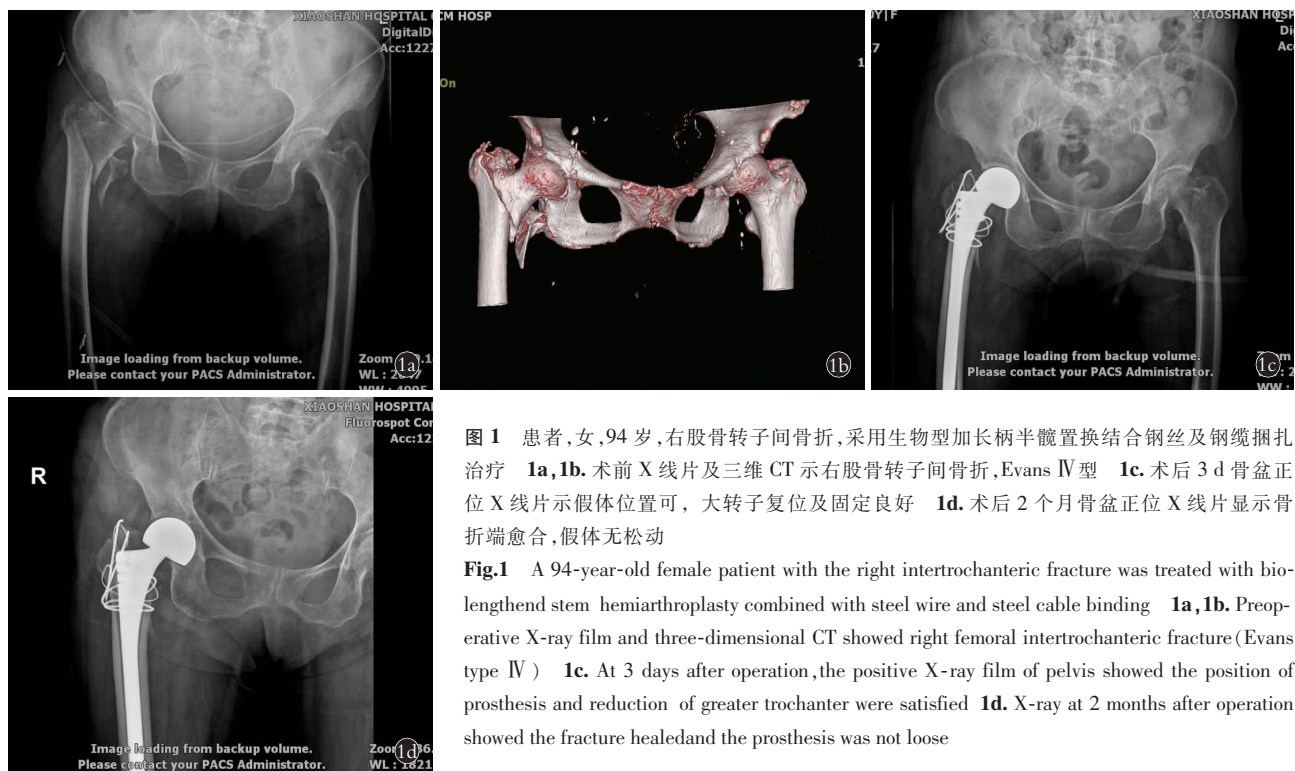 XIAOSHAN HOSPITAL
DigitalDi
Acc:1227
Image loading from backup volume.
Please contact your PACS Administrator.
Zoom
1a
CM HOSP
On
1
1b
XIAOSHAN HOSP
Di
Ac
Image loading from backup volume.
Please contact your PACS Administrator.
1c
XIAOSHAN HOSPITAL
Fluorospot Con
Acc:12
R
Image loading from backup volume.
Please contact your PACS Administrator.
1d
图 1 患者,女,94 岁,右股骨转子间骨折,采用生物型加长柄半髋置换结合钢丝及钢缆捆扎
治疗 1a,1b. 术前 X 线片及三维 CT 示右股骨转子间骨折,Evans Ⅳ型 1c. 术后 3 d 骨盆正
位 X 线片示假体位置可, 大转子复位及固定良好 1d. 术后 2 个月骨盆正位 X 线片显示骨
折端愈合,假体无松动
Fig.1 A 94-year-old female patient with the right intertrochanteric fracture was treated with bio-
lengthend stem hemiarthroplasty combined with steel wire and steel cable binding 1a,1b. Preop-
erative X-ray film and three-dimensional CT showed right femoral intertrochanteric fracture(Evans
type Ⅳ ) 1c. At 3 days after operation,the positive X-ray film of pelvis showed the position of
prosthesis and reduction of greater trochanter were satisfied 1d. X-ray at 2 months after operation
showed the fracture healedand the prosthesis was not loose